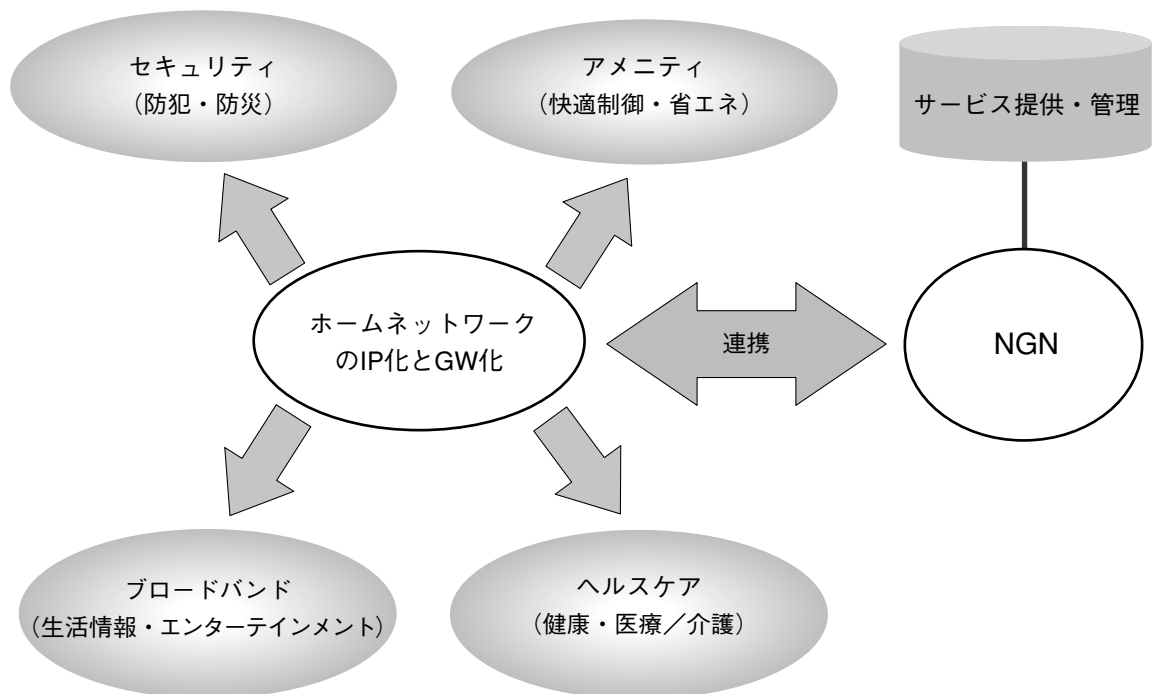 セキュリティ
（防犯・防災）
アメニティ
（快適制御・省エネ）
サービス提供・管理
ホームネットワーク
のIP化とGW化
連携
NGN
ブロードバンド
（生活情報・エンターテインメント）
ヘルスケア
（健康・医療／介護）